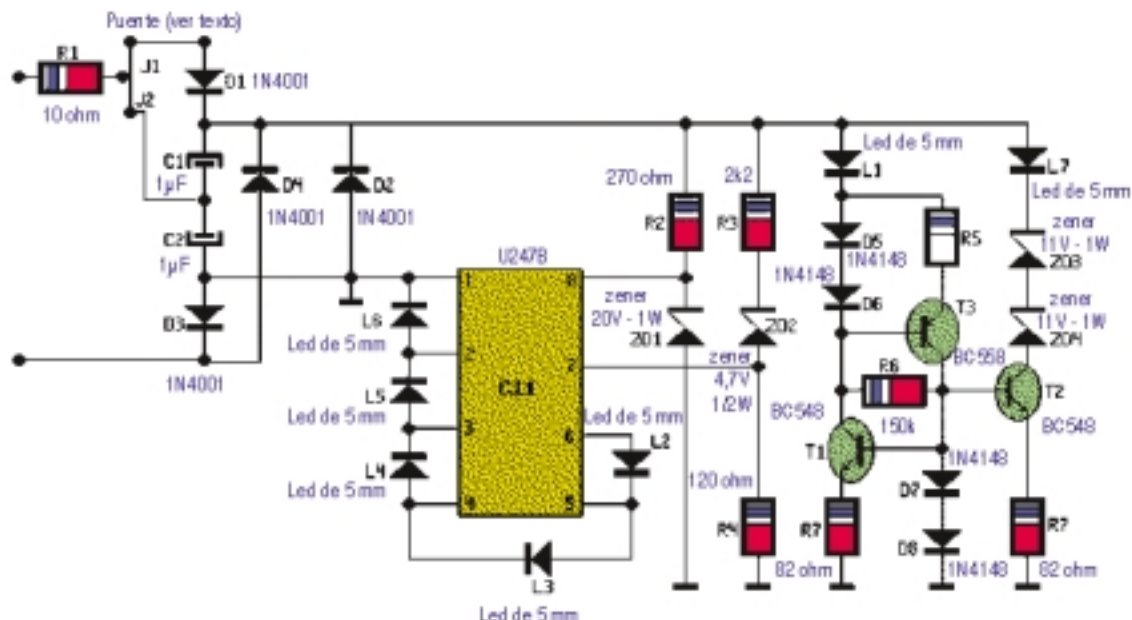 Puente (ver texto)
R1
10 ohm
J1
J2
D1
1N4001
C1
1µF
C2
1µF
D3
1N4001
D4
1N4001
D2
1N4001
L6
Led de 5 mm
L5
Led de 5 mm
L4
Led de 5 mm
U247B
CI1
1
2
3
4
8
7
6
5
Led de 5 mm
L2
L3
Led de 5 mm
270 ohm
R2
zener
20V - 1W
ZD1
2k2
R3
ZD2
zener
4,7V
1/2W
120 ohm
R4
Led de 5 mm
L1
D5
1N4148
1N4148
D6
R5
T3
BC558
R6
150k
BC548
T1
R7
82 ohm
1N4148
D7
D8
1N4148
L7
Led de 5 mm
zener
11V - 1W
ZD3
zener
11V - 1W
ZD4
T2
BC548
R7
82 ohm